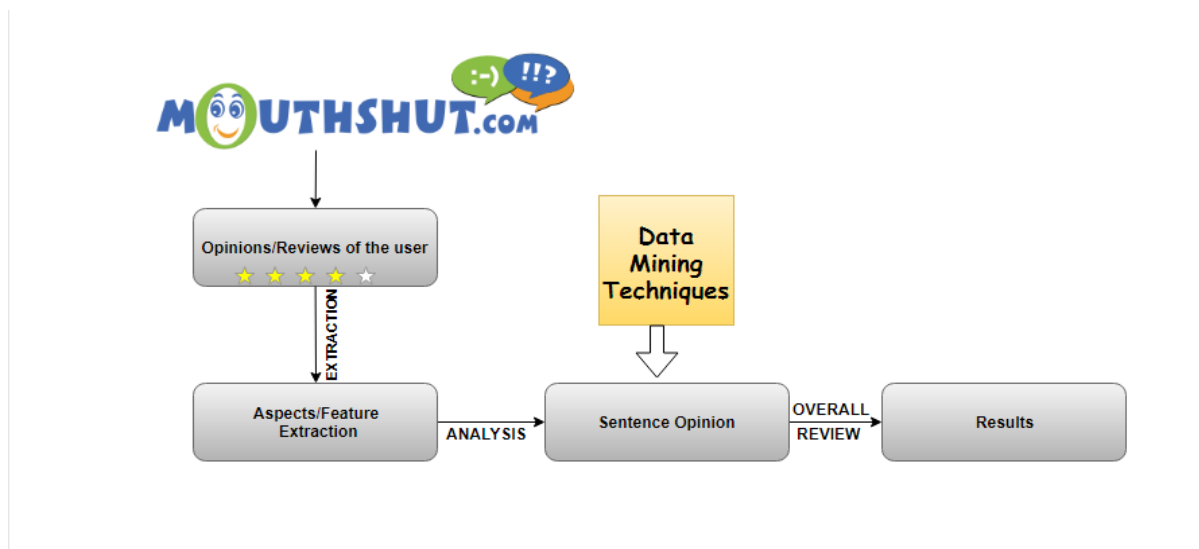 :-) !!?
MOUTHSHUT.COM
Opinions/Reviews of the user
EXTRACTION
Data
Mining
Techniques
Aspects/Feature
Extraction
ANALYSIS
Sentence Opinion
OVERALL
REVIEW
Results